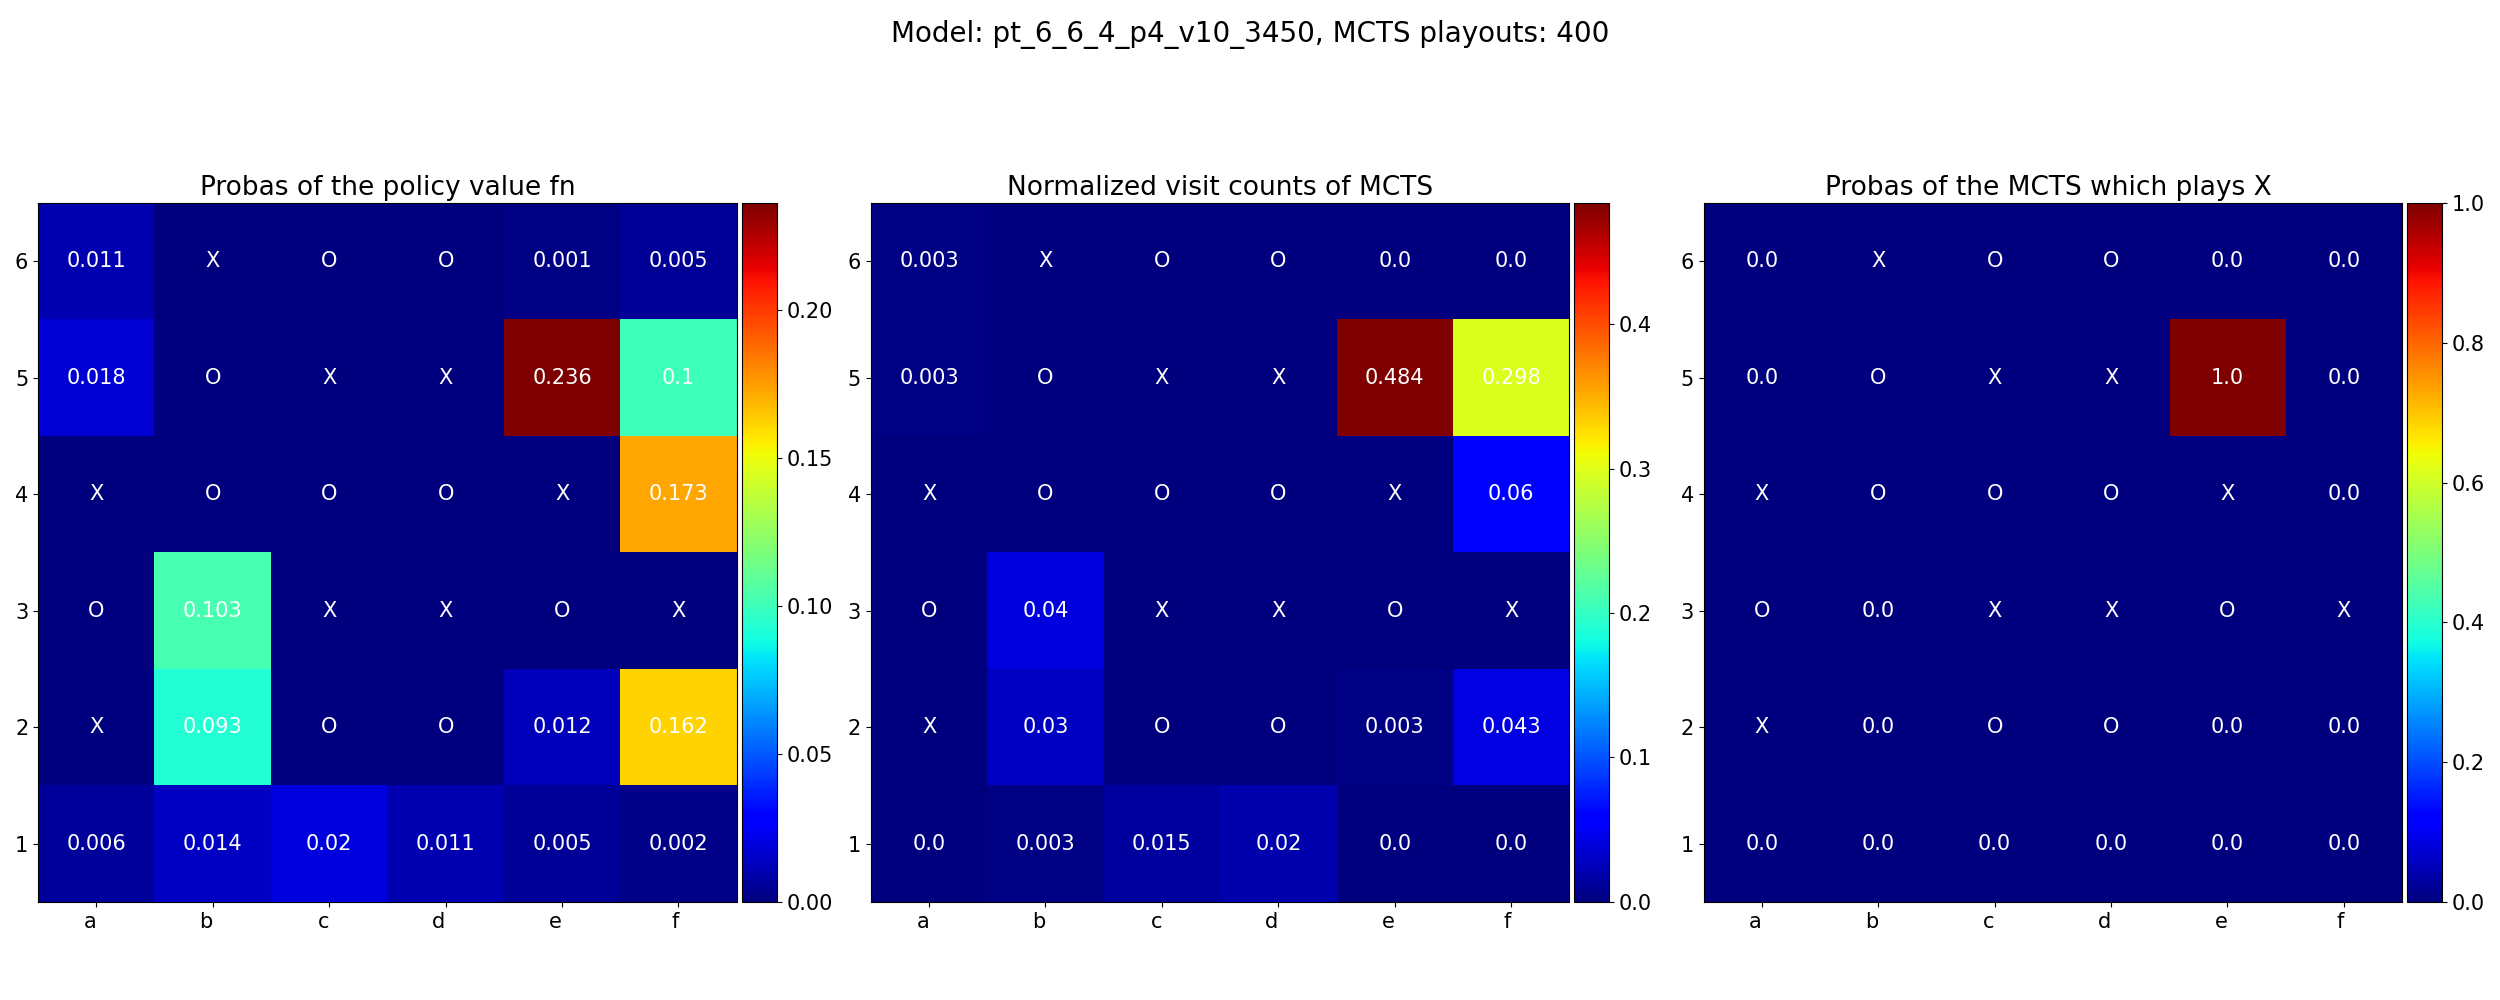 Model: pt_6_6_4_p4_v10_3450, MCTS playouts: 400
Probas of the policy value fn
6 0.011 X O O 0.001 0.005
5 0.018 O X X 0.236 0.1
4 X O O O X 0.173
3 O 0.103 X X O X
2 X 0.093 O O 0.012 0.162
1 0.006 0.014 0.02 0.011 0.005 0.002
a b c d e f
0.20
0.15
0.10
0.05
0.00
Normalized visit counts of MCTS
6 0.003 X O O 0.0 0.0
5 0.003 O X X 0.484 0.298
4 X O O O X 0.06
3 O 0.04 X X O X
2 X 0.03 O O 0.003 0.043
1 0.0 0.003 0.015 0.02 0.0 0.0
a b c d e f
0.4
0.3
0.2
0.1
0.0
Probas of the MCTS which plays X
6 0.0 X O O 0.0 0.0
5 0.0 O X X 1.0 0.0
4 X O O O X 0.0
3 O 0.0 X X O X
2 X 0.0 O O 0.0 0.0
1 0.0 0.0 0.0 0.0 0.0 0.0
a b c d e f
1.0
0.8
0.6
0.4
0.2
0.0